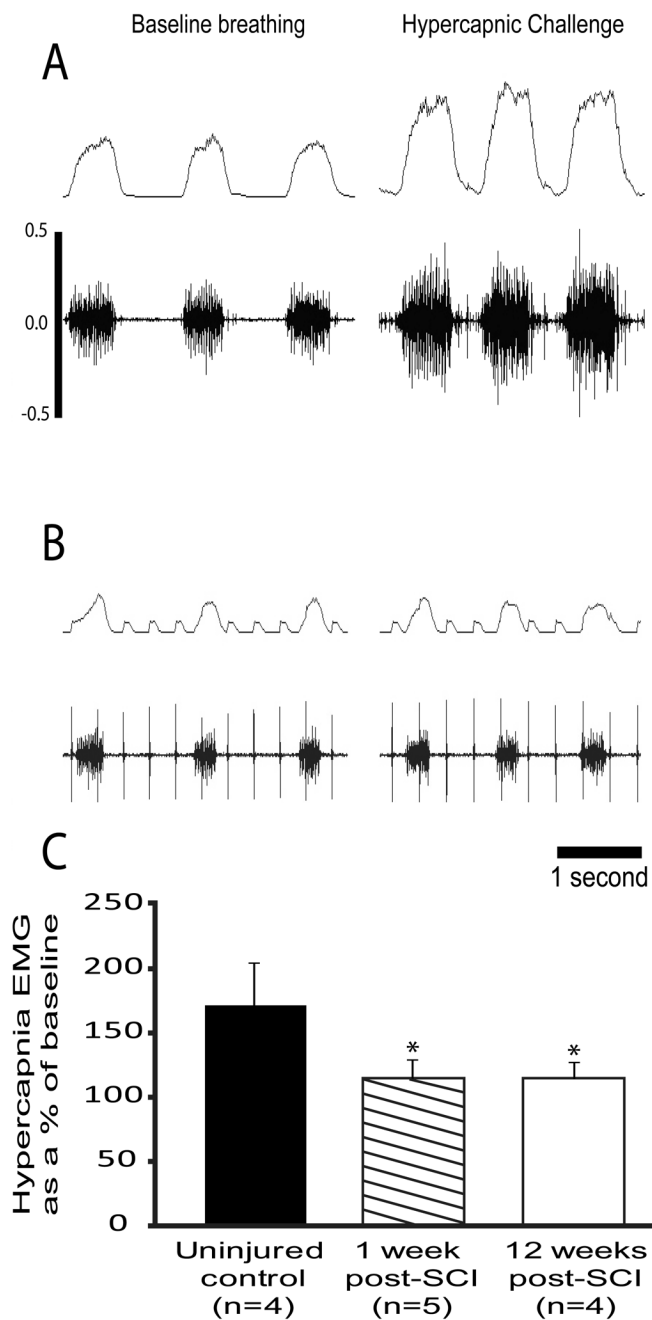 Baseline breathing
Hypercapnic Challenge
A
0.5
0.0
-0.5
B
C
1 second
Hypercapnia EMG
as a % of baseline
250
200
150
100
50
0
*
*
Uninjured
control
(n=4)
1 week
post-SCI
(n=5)
12 weeks
post-SCI
(n=4)